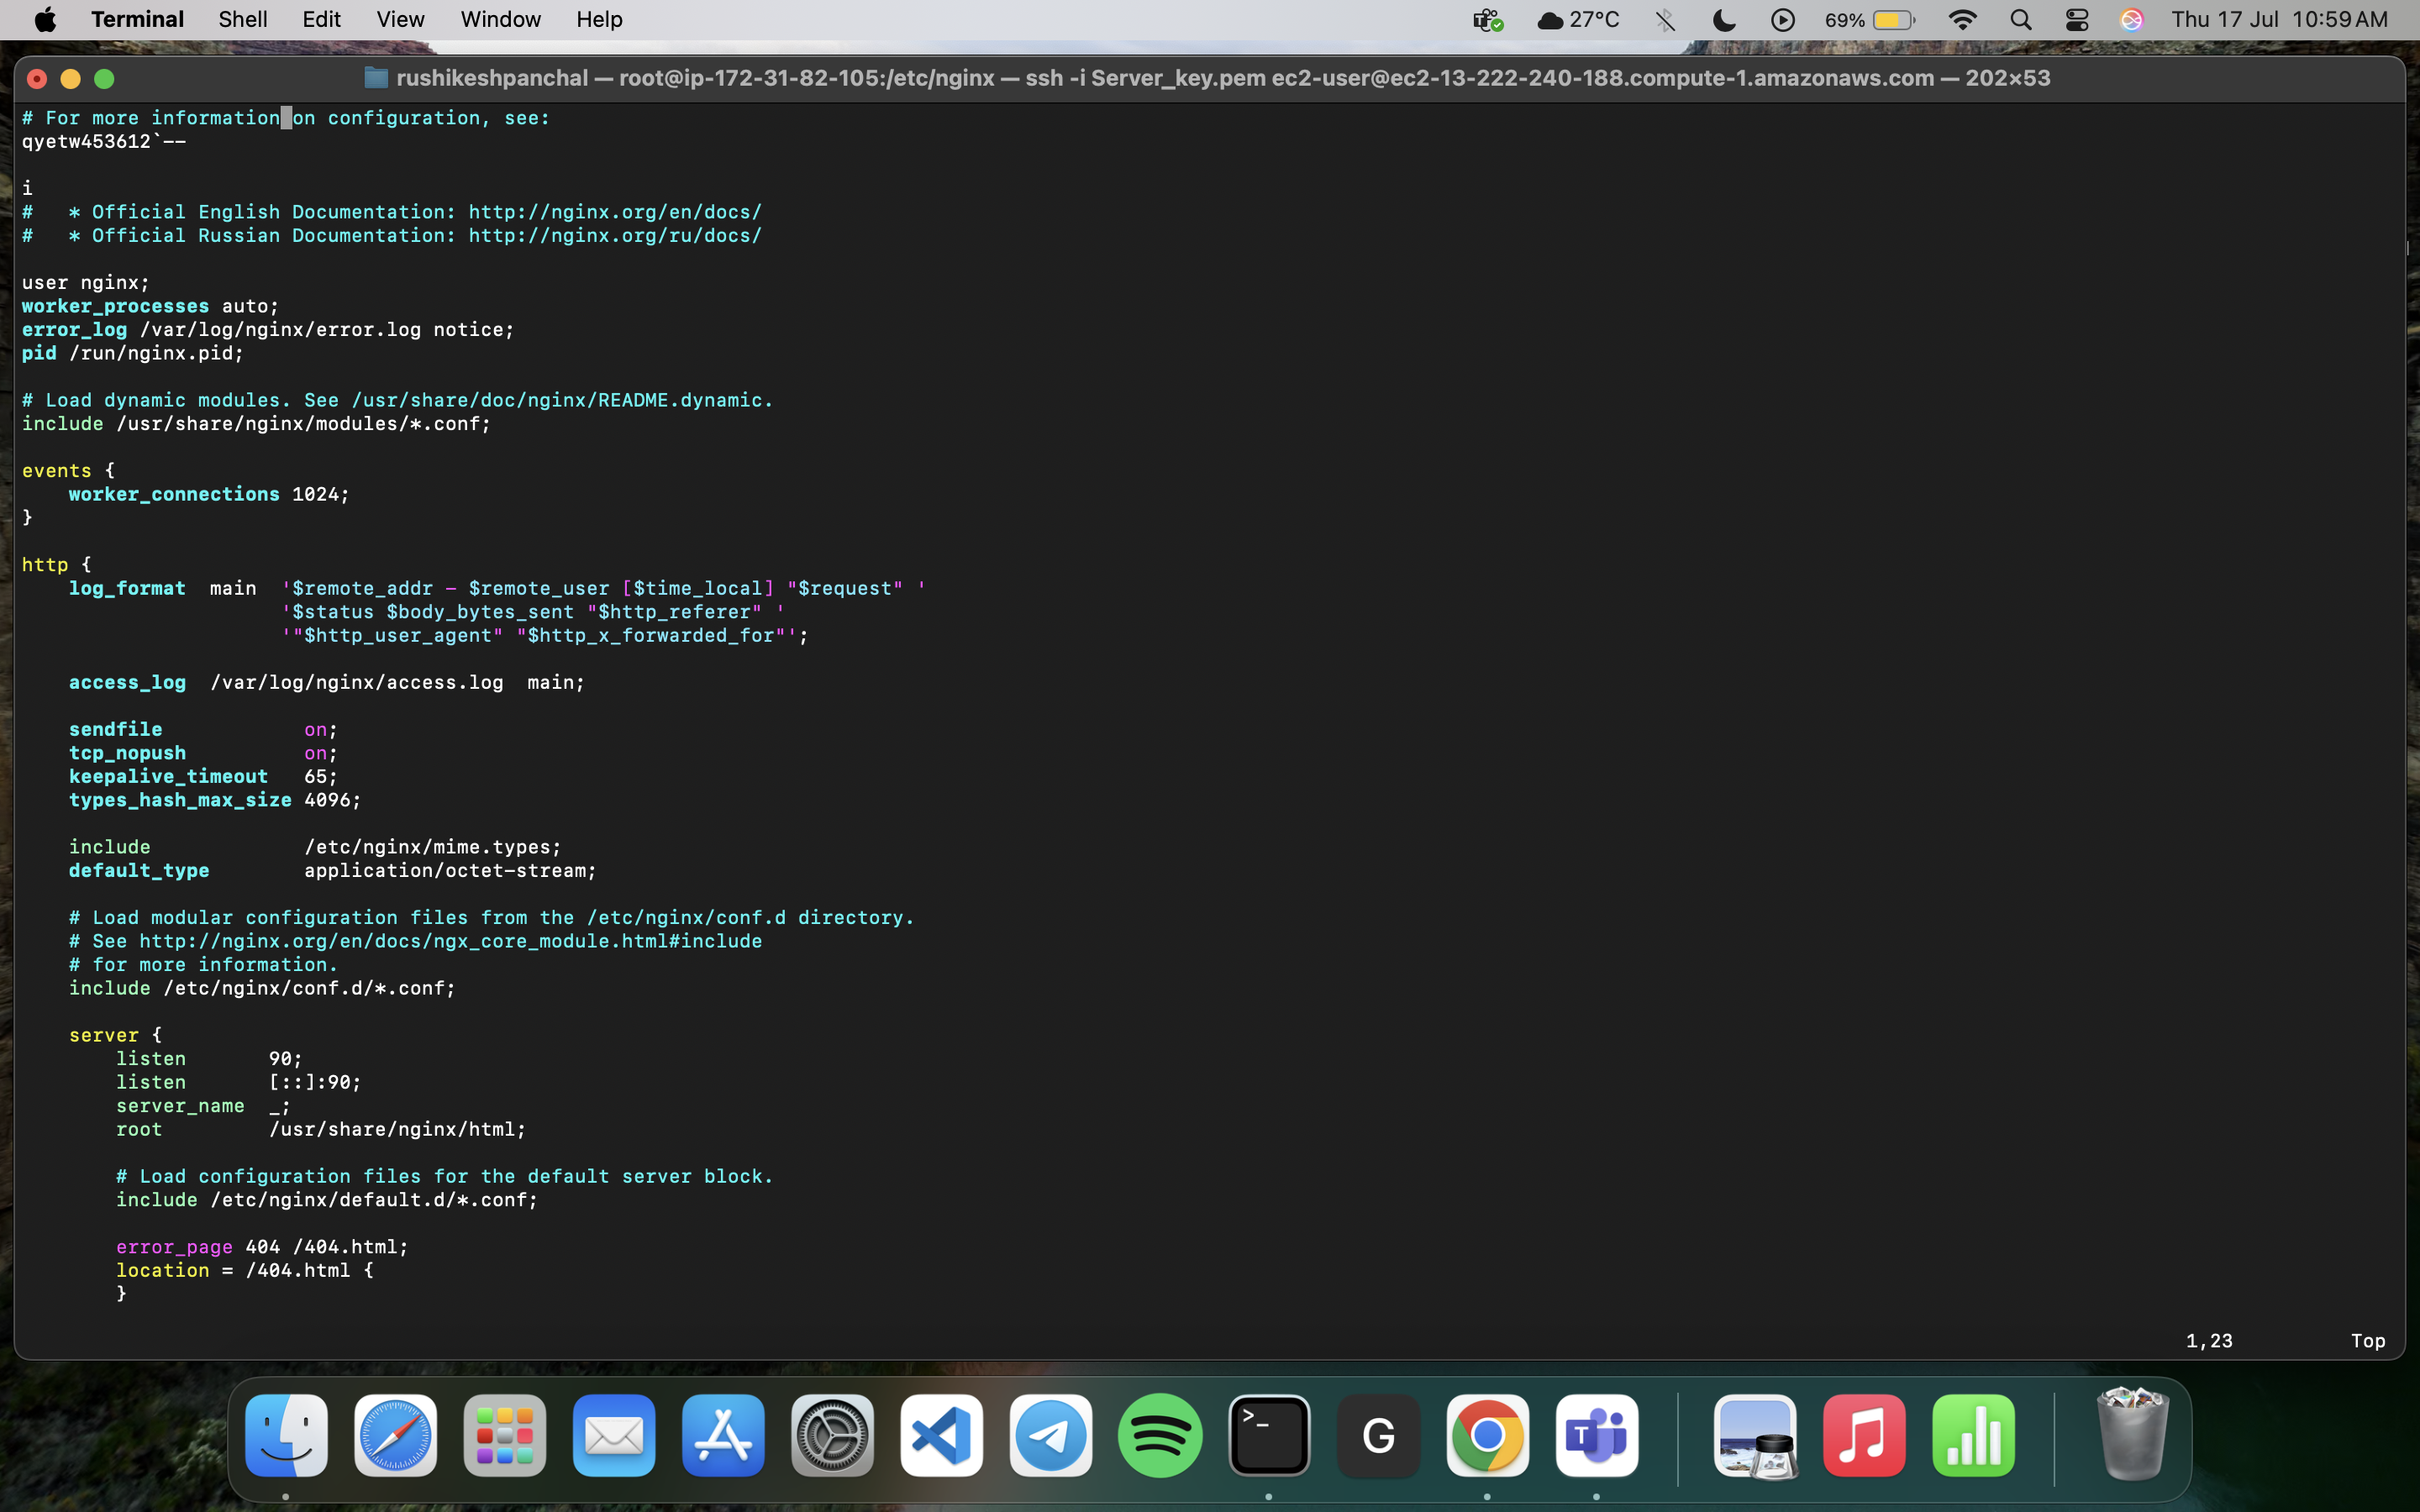 Terminal Shell Edit View Window Help 27°C 69% Thu 17 Jul 10:59 AM
rushikeshpanchal — root@ip-172-31-82-105:/etc/nginx — ssh -i Server_key.pem ec2-user@ec2-13-222-240-188.compute-1.amazonaws.com — 202×53
# For more information on configuration, see:
qyetw453612`--
i
#   * Official English Documentation: http://nginx.org/en/docs/
#   * Official Russian Documentation: http://nginx.org/ru/docs/
user nginx;
worker_processes auto;
error_log /var/log/nginx/error.log notice;
pid /run/nginx.pid;
# Load dynamic modules. See /usr/share/doc/nginx/README.dynamic.
include /usr/share/nginx/modules/*.conf;
events {
    worker_connections 1024;
}
http {
    log_format  main  '$remote_addr - $remote_user [$time_local] "$request" '
                      '$status $body_bytes_sent "$http_referer" '
                      '"$http_user_agent" "$http_x_forwarded_for"';
    access_log  /var/log/nginx/access.log  main;
    sendfile            on;
    tcp_nopush          on;
    keepalive_timeout   65;
    types_hash_max_size 4096;
    include             /etc/nginx/mime.types;
    default_type        application/octet-stream;
    # Load modular configuration files from the /etc/nginx/conf.d directory.
    # See http://nginx.org/en/docs/ngx_core_module.html#include
    # for more information.
    include /etc/nginx/conf.d/*.conf;
    server {
        listen       90;
        listen       [::]:90;
        server_name  _;
        root         /usr/share/nginx/html;
        # Load configuration files for the default server block.
        include /etc/nginx/default.d/*.conf;
        error_page 404 /404.html;
        location = /404.html {
        }
1,23 Top
>_ G T